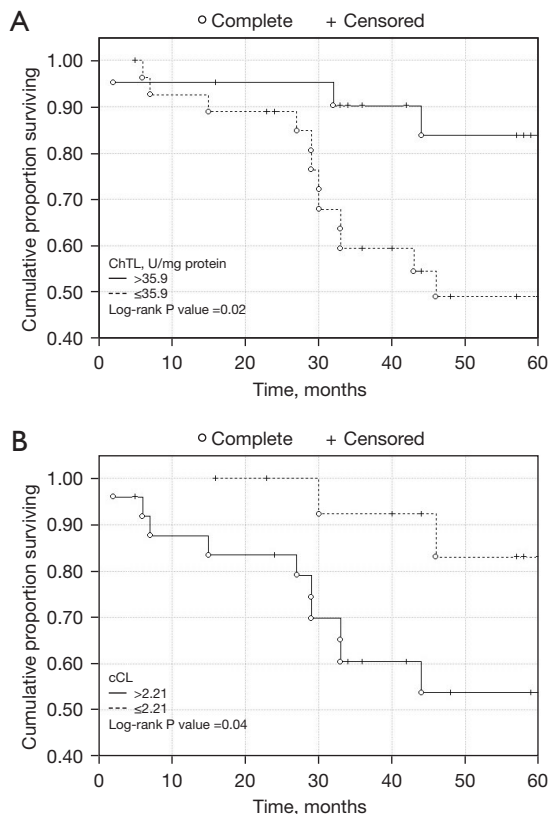 A
Complete + Censored
1.00
0.90
0.80
0.70
0.60
0.50
0.40
Cumulative proportion surviving
ChTL, U/mg protein
>35.9
≤35.9
Log-rank P value =0.02
0 10 20 30 40 50 60
Time, months
B
Complete + Censored
1.00
0.90
0.80
0.70
0.60
0.50
0.40
Cumulative proportion surviving
cCL
>2.21
≤2.21
Log-rank P value =0.04
0 10 20 30 40 50 60
Time, months